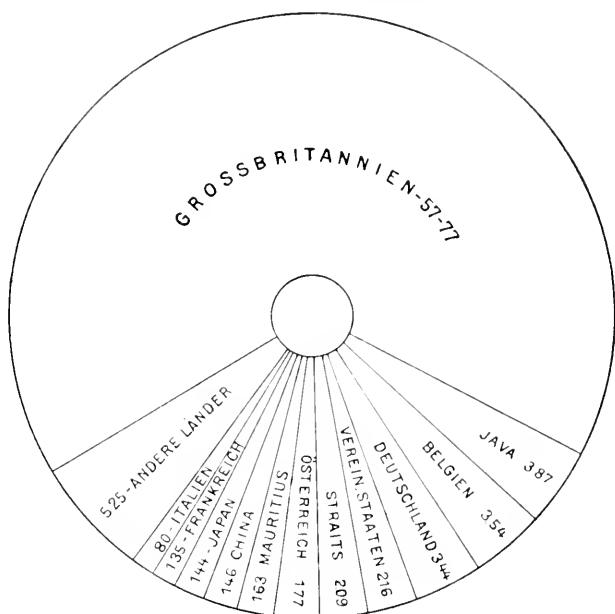 GROSSBRITANNIEN-57-77
JAVA 387
BELGIEN 354
DEUTSCHLAND 344
VEREIN.STAATEN 216
STRAITS 209
ÖSTERREICH 177
163 MAURITIUS
146 CHINA
144-JAPAN
135-FRANKREICH
80-ITALIEN
525-ANDERE LÄNDER